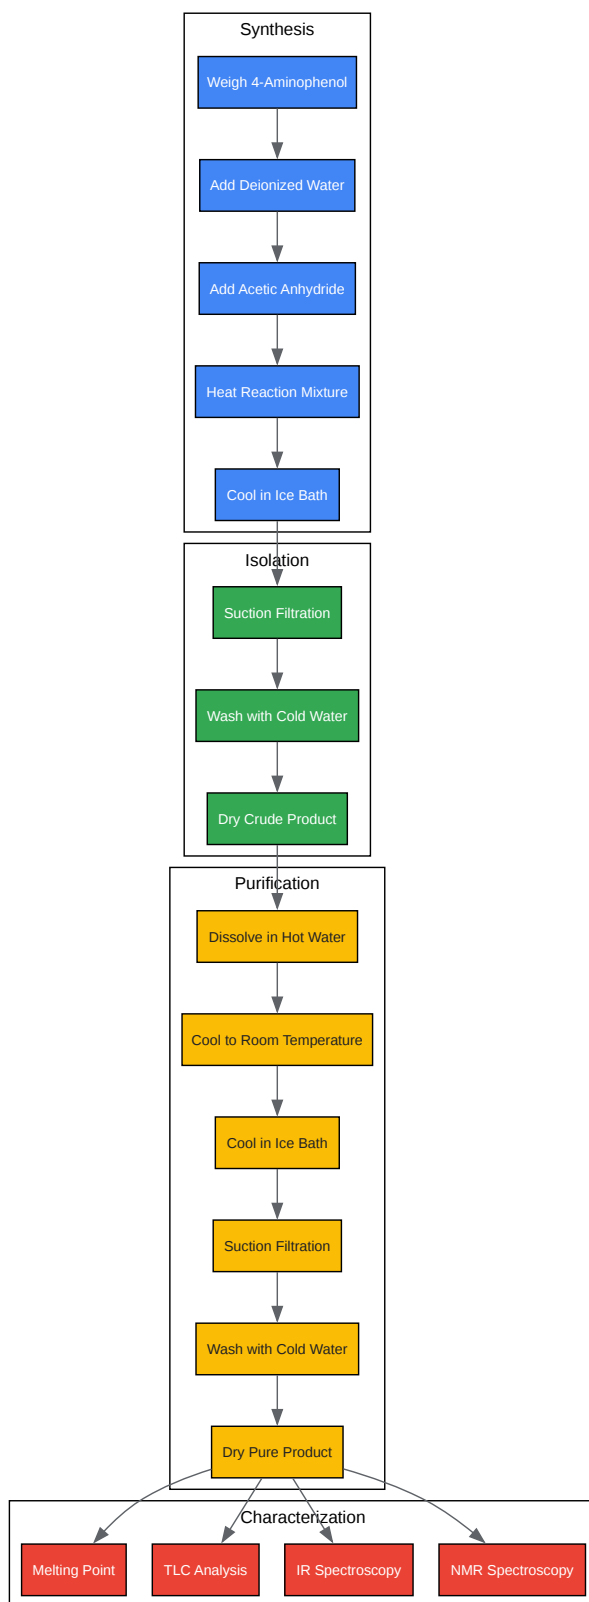 Synthesis
Weigh 4-Aminophenol
Add Deionized Water
Add Acetic Anhydride
Heat Reaction Mixture
Cool in Ice Bath
Isolation
Suction Filtration
Wash with Cold Water
Dry Crude Product
Purification
Dissolve in Hot Water
Cool to Room Temperature
Cool in Ice Bath
Suction Filtration
Wash with Cold Water
Dry Pure Product
Characterization
Melting Point
TLC Analysis
IR Spectroscopy
NMR Spectroscopy